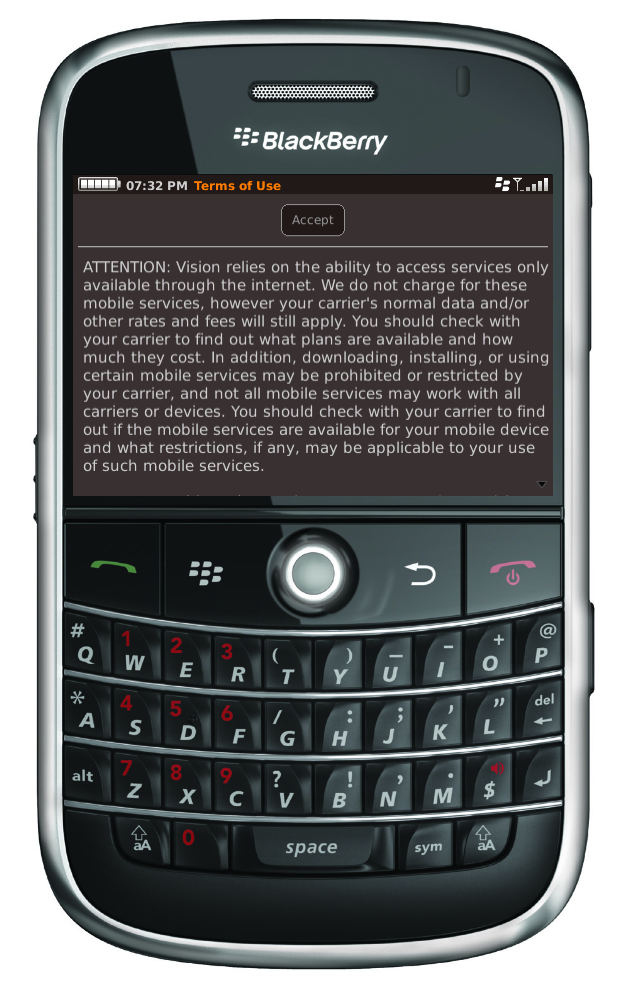 BlackBerry
07:32 PM Terms of Use
Accept
ATTENTION: Vision relies on the ability to access services only
available through the internet. We do not charge for these
mobile services, however your carrier's normal data and/or
other rates and fees will still apply. You should check with
your carrier to find out what plans are available and how
much they cost. In addition, downloading, installing, or using
certain mobile services may be prohibited or restricted by
your carrier, and not all mobile services may work with all
carriers or devices. You should check with your carrier to find
out if the mobile services are available for your mobile device
and what restrictions, if any, may be applicable to your use
of such mobile services.
# 1 2 3 ( ) _ - + @
Q W E R T Y U I O P
* 4 5 6 / : ; ' " del
A S D F G H J K L
alt 7 8 9 ? ! , .
Z X C V B N M $
aA 0 space sym aA